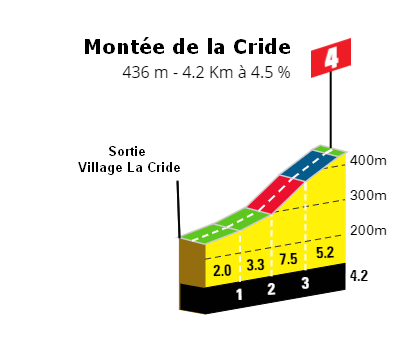 Montée de la Cride
4
436 m - 4.2 Km à 4.5 %
Sortie
Village La Cride
400m
300m
200m
2.0 3.3 7.5 5.2
1 2 3 4.2